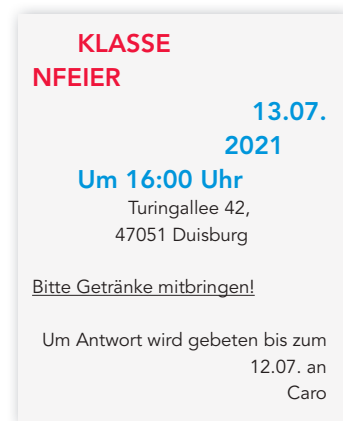 KLASSE
NFEIER
13.07.
2021
Um 16:00 Uhr
Turingallee 42,
47051 Duisburg
Bitte Getränke mitbringen!
Um Antwort wird gebeten bis zum
12.07. an
Caro